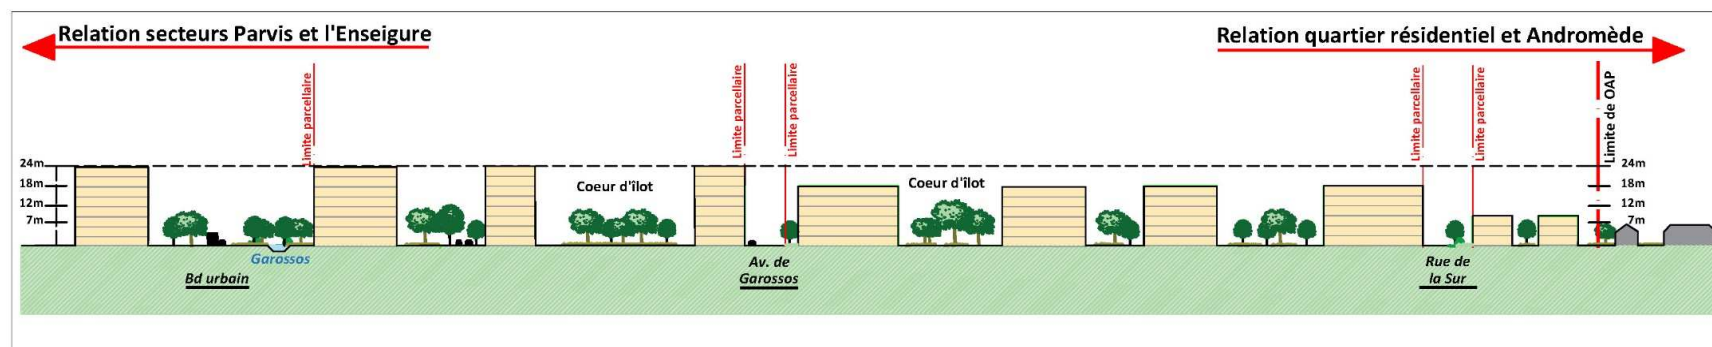 Relation secteurs Parvis et l'Enseigure
Relation quartier résidentiel et Andromède
Limite parcellaire
Limite parcellaire
Limite parcellaire
Limite parcellaire
Limite parcellaire
Limite de OAP
24m
18m
12m
7m
Coeur d'îlot
Coeur d'îlot
24m
18m
12m
7m
Garossos
Bd urbain
Av. de
Garossos
Rue de
la Sur